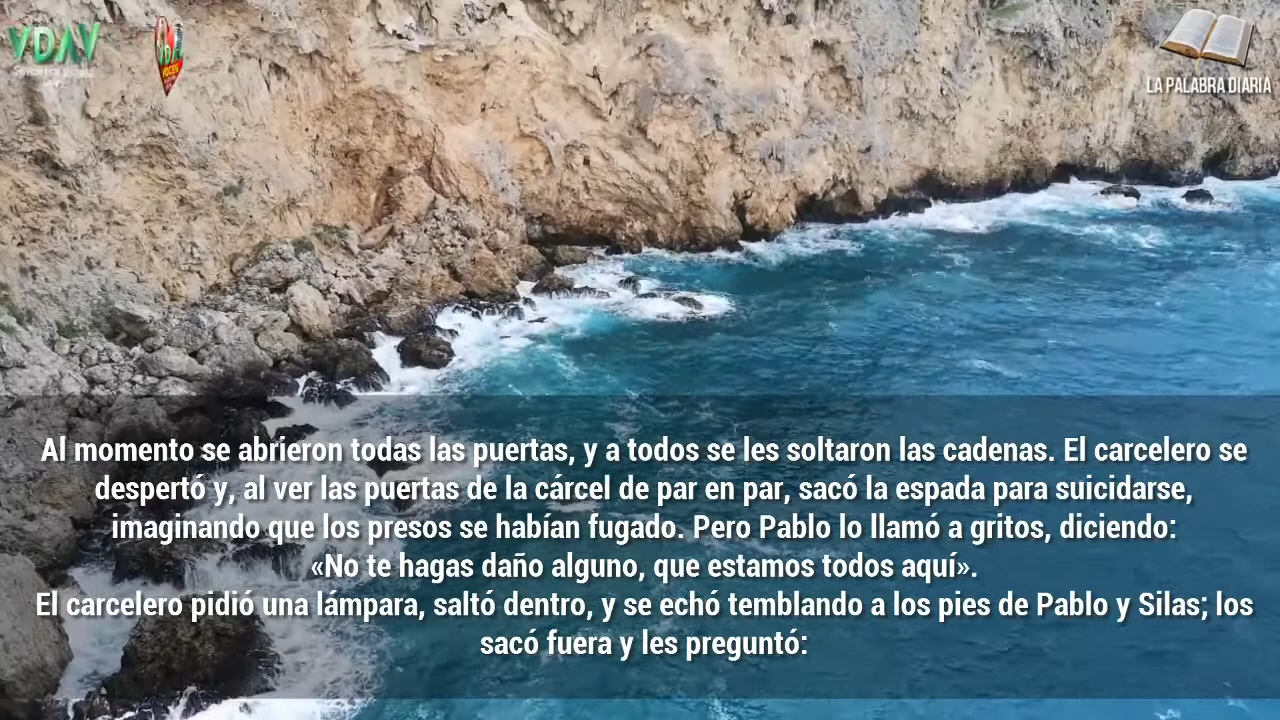 VDAV
VOCES
LA PALABRA DIARIA
Al momento se abrieron todas las puertas, y a todos se les soltaron las cadenas. El carcelero se
despertó y, al ver las puertas de la cárcel de par en par, sacó la espada para suicidarse,
imaginando que los presos se habían fugado. Pero Pablo lo llamó a gritos, diciendo:
«No te hagas daño alguno, que estamos todos aquí».
El carcelero pidió una lámpara, saltó dentro, y se echó temblando a los pies de Pablo y Silas; los
sacó fuera y les preguntó: